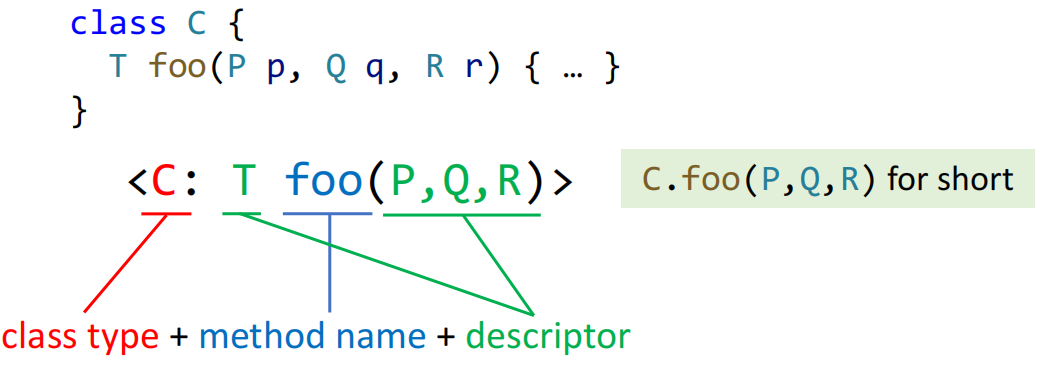 class C {
T foo(P p, Q q, R r) { … }
}
<C: T foo(P,Q,R)>
C.foo(P,Q,R) for short
class type + method name + descriptor